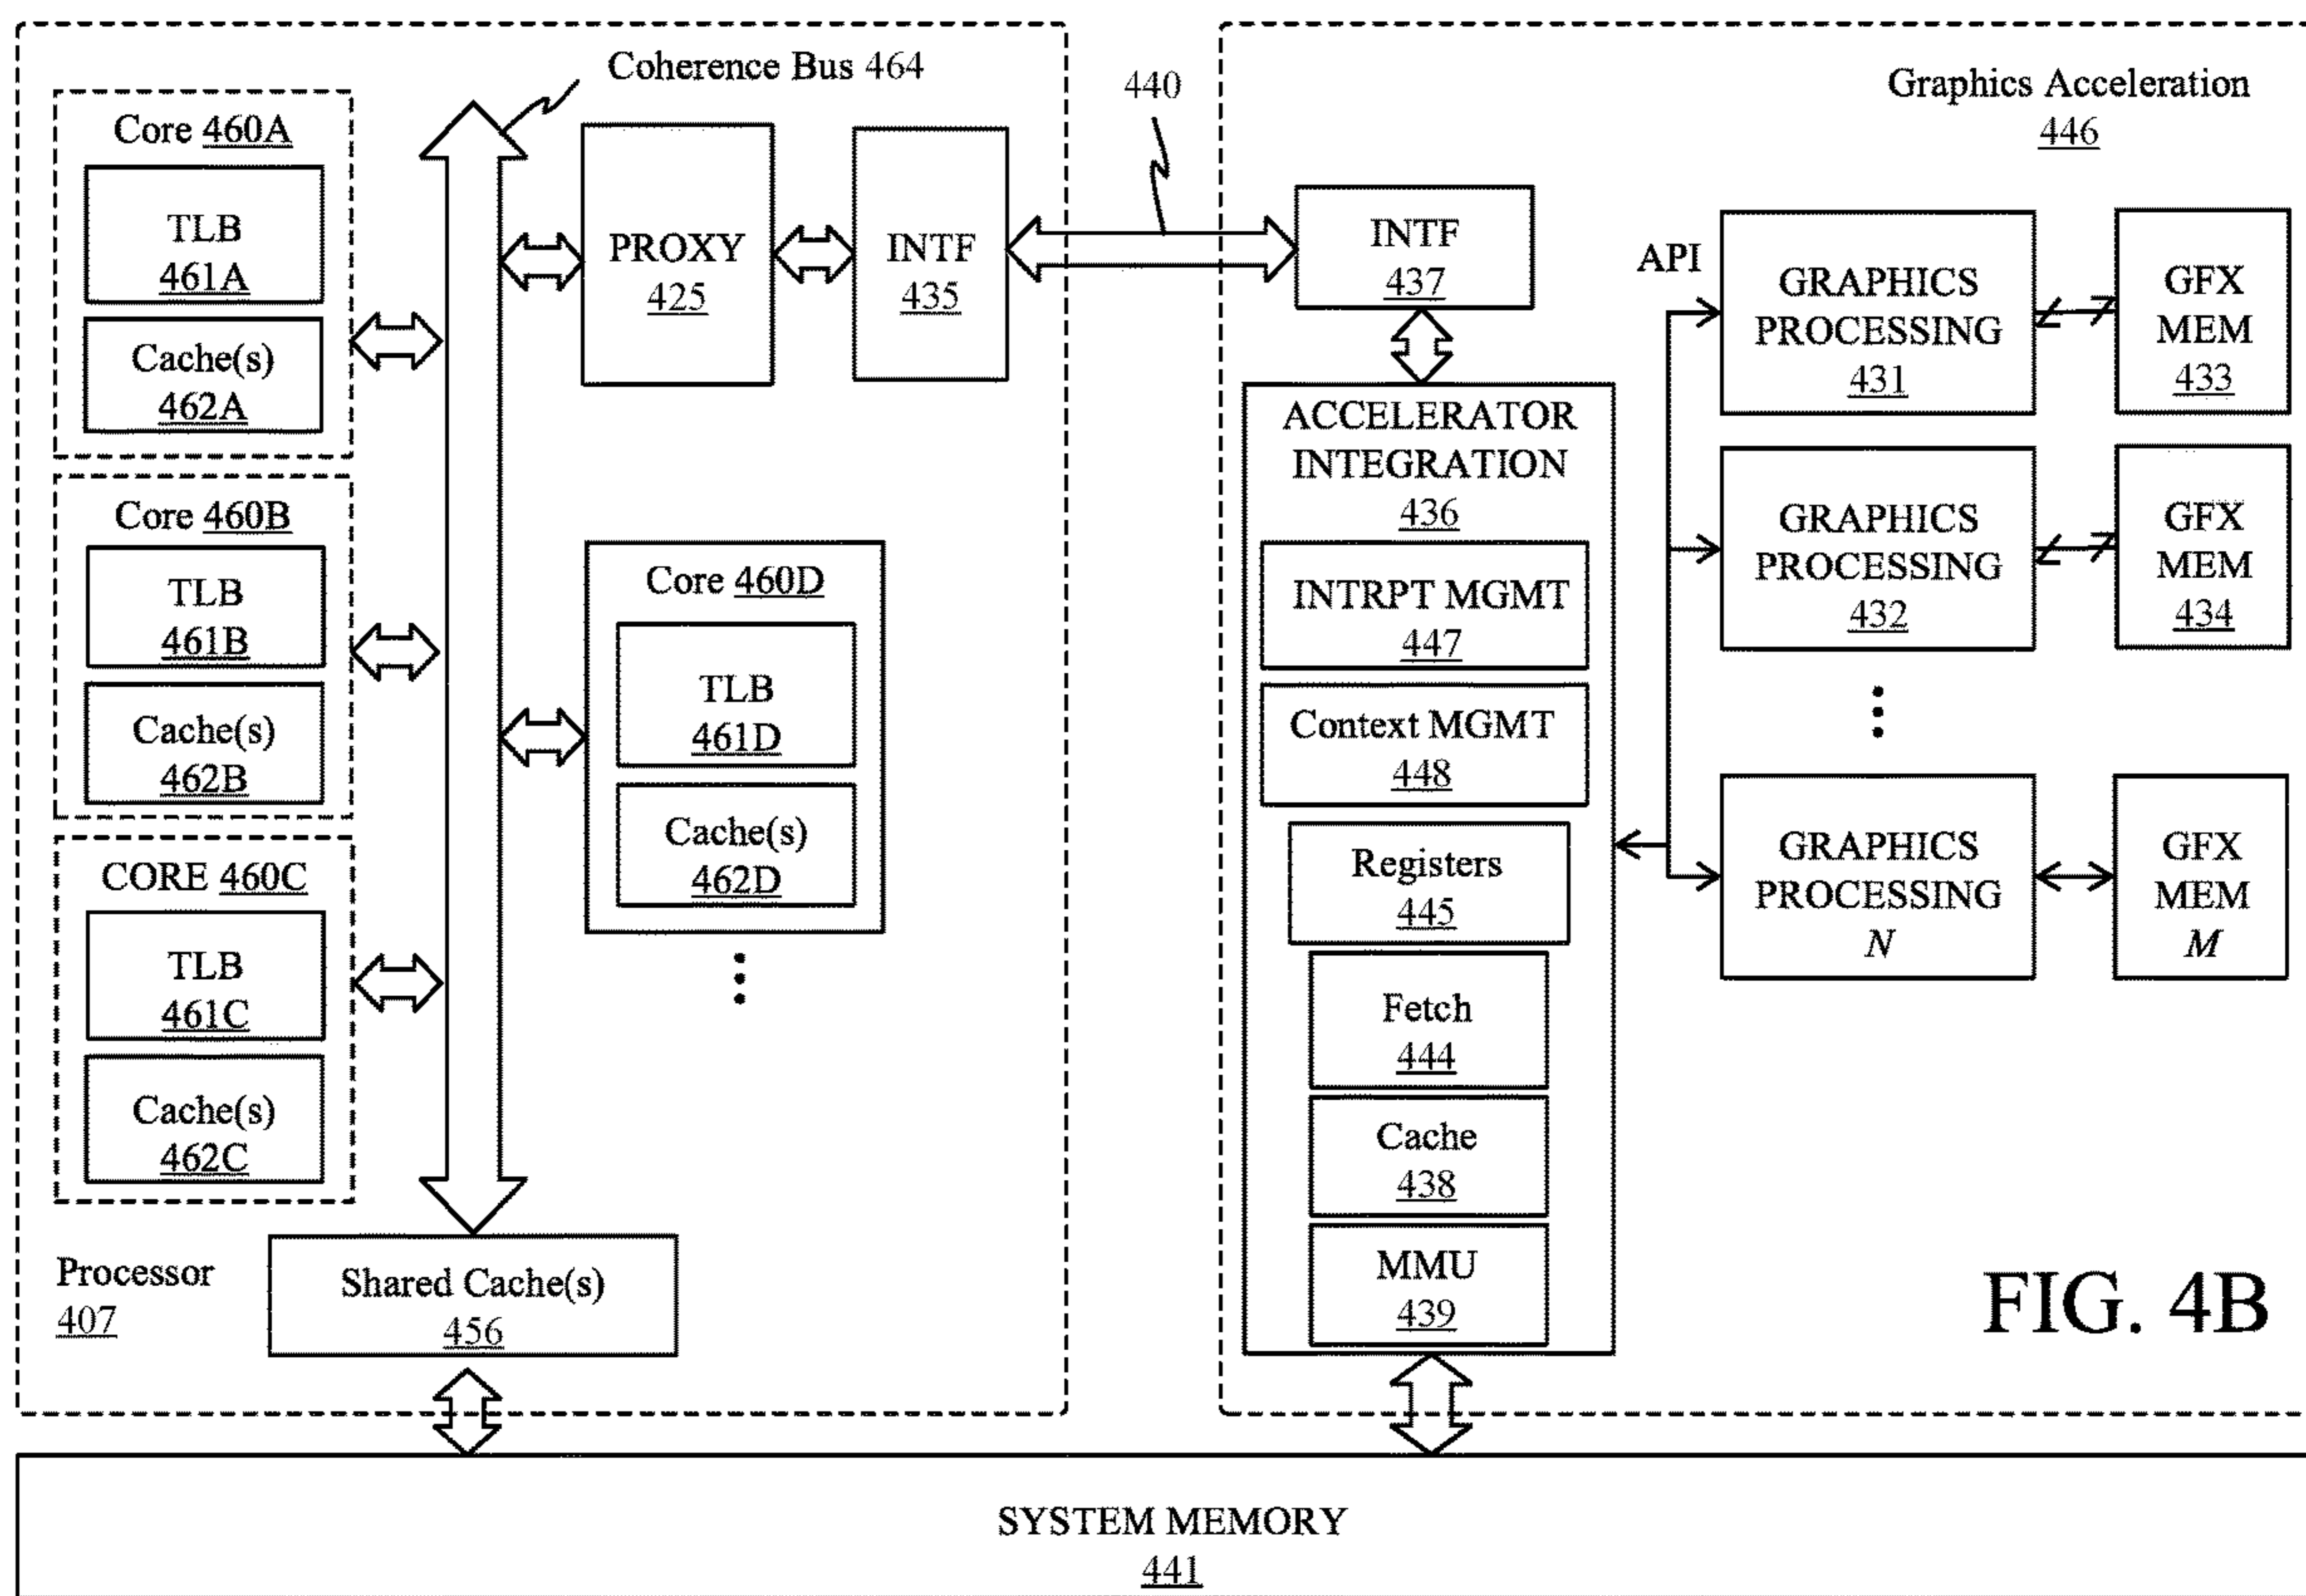 Coherence Bus 464
Core 460A
TLB
461A
Cache(s)
462A
Core 460B
TLB
461B
Cache(s)
462B
CORE 460C
TLB
461C
Cache(s)
462C
PROXY
425
INTF
435
Core 460D
TLB
461D
Cache(s)
462D
Processor
407
Shared Cache(s)
456
440
Graphics Acceleration
446
INTF
437
ACCELERATOR
INTEGRATION
436
INTRPT MGMT
447
Context MGMT
448
Registers
445
Fetch
444
Cache
438
MMU
439
API
GRAPHICS
PROCESSING
431
GFX
MEM
433
GRAPHICS
PROCESSING
432
GFX
MEM
434
GRAPHICS
PROCESSING
N
GFX
MEM
M
FIG. 4B
SYSTEM MEMORY
441